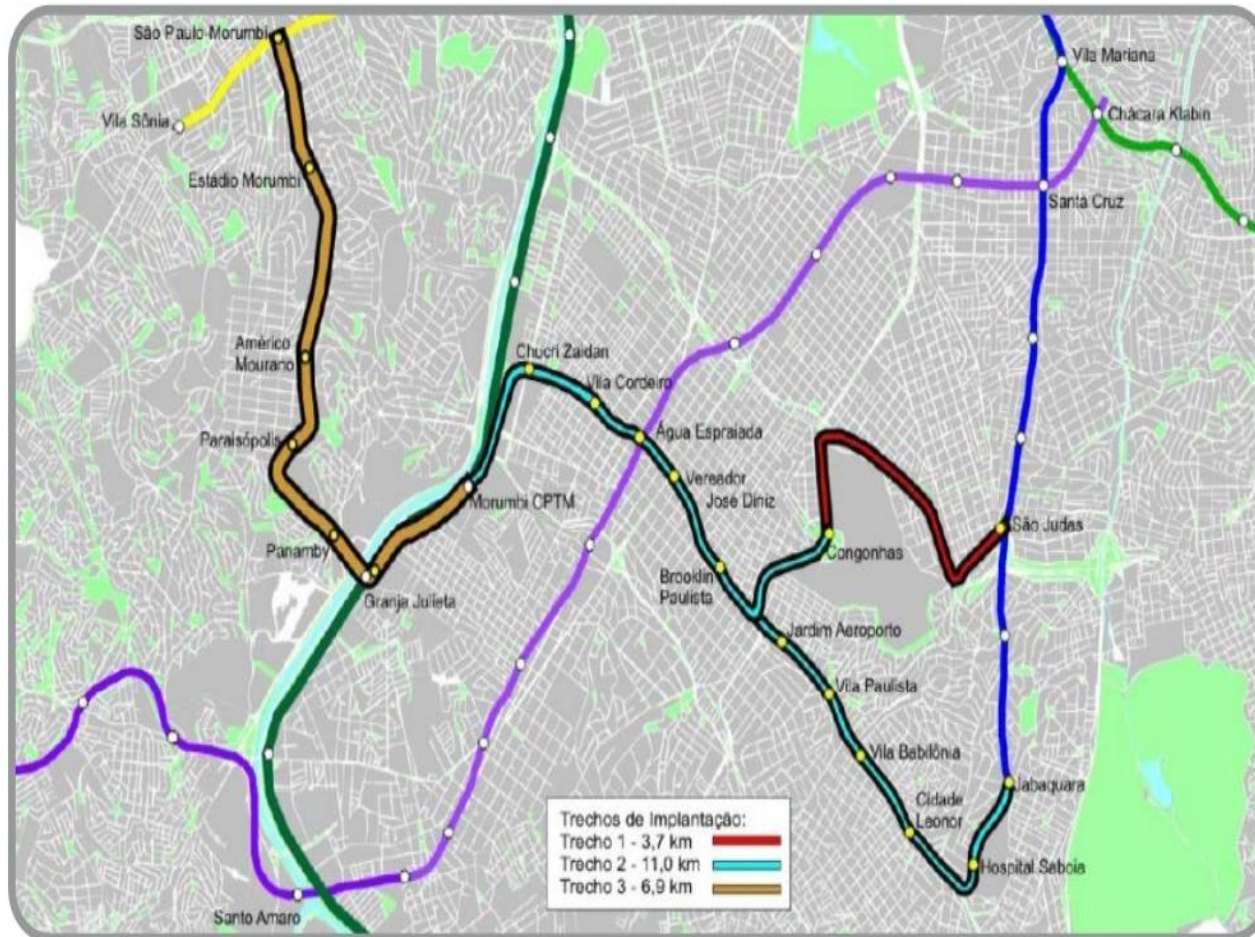 São Paulo-Morumbi
Vila Sônia
Estadio Morumbi
Américo
Mourano
Paraisópolis
Panamby
Granja Julieta
Morumbi CPTM
Chucri Zaidan
Vila Cordeiro
Água Espraiada
Vereador
José Diniz
Brooklin
Paulista
Congonhas
São Judas
Jardim Aeroporto
Vila Paulista
Vila Babilônia
Cidade
Leonor
Jabaquara
Hospital Saboia
Vila Mariana
Chácara Klabin
Santa Cruz
Santo Amaro
Trechos de Implantação:
Trecho 1 - 3,7 km
Trecho 2 - 11,0 km
Trecho 3 - 6,9 km